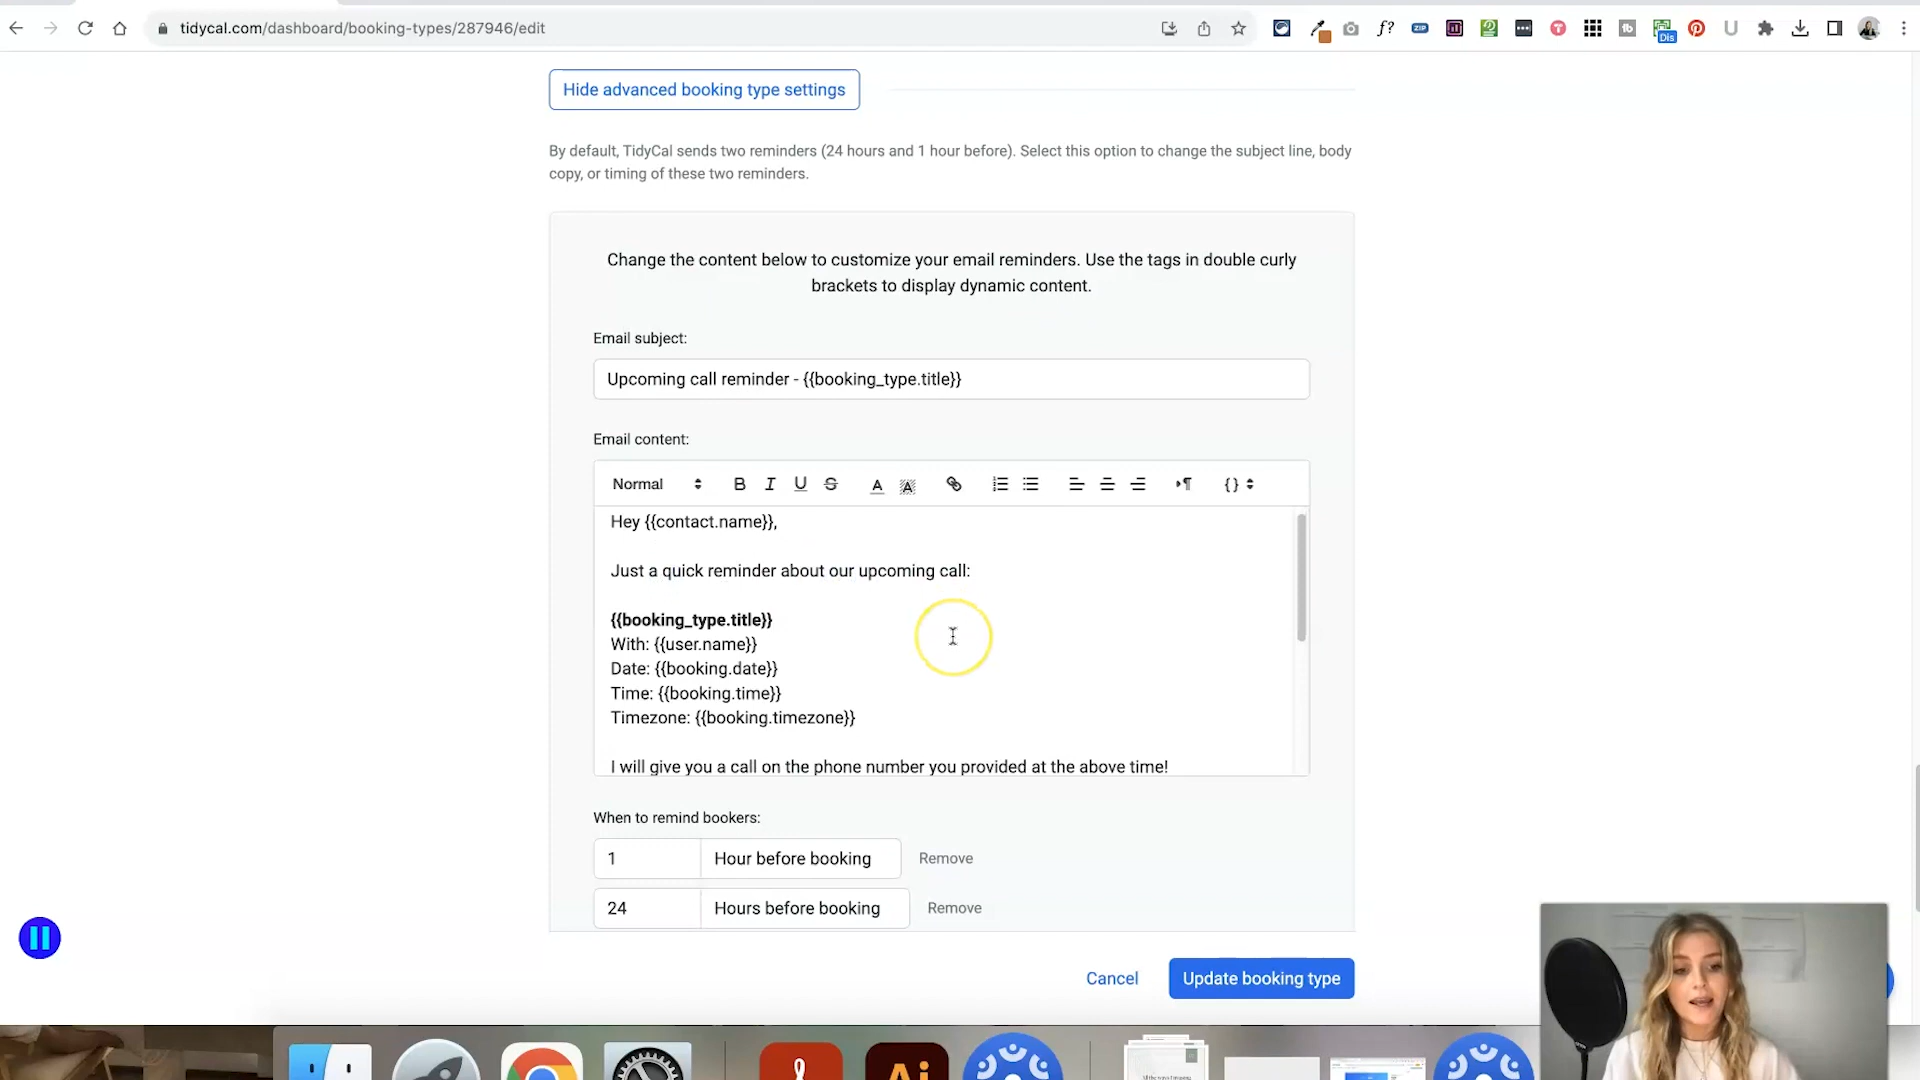 tidycal.com/dashboard/booking-types/287946/edit
Hide advanced booking type settings
By default, TidyCal sends two reminders (24 hours and 1 hour before). Select this option to change the subject line, body
copy, or timing of these two reminders.
Change the content below to customize your email reminders. Use the tags in double curly
brackets to display dynamic content.
Email subject:
Upcoming call reminder - {{booking_type.title}}
Email content:
Normal
Hey {{contact.name}},
Just a quick reminder about our upcoming call:
{{booking_type.title}}
With: {{user.name}}
Date: {{booking.date}}
Time: {{booking.time}}
Timezone: {{booking.timezone}}
I will give you a call on the phone number you provided at the above time!
When to remind bookers:
1 Hour before booking Remove
24 Hours before booking Remove
Cancel Update booking type
Ai